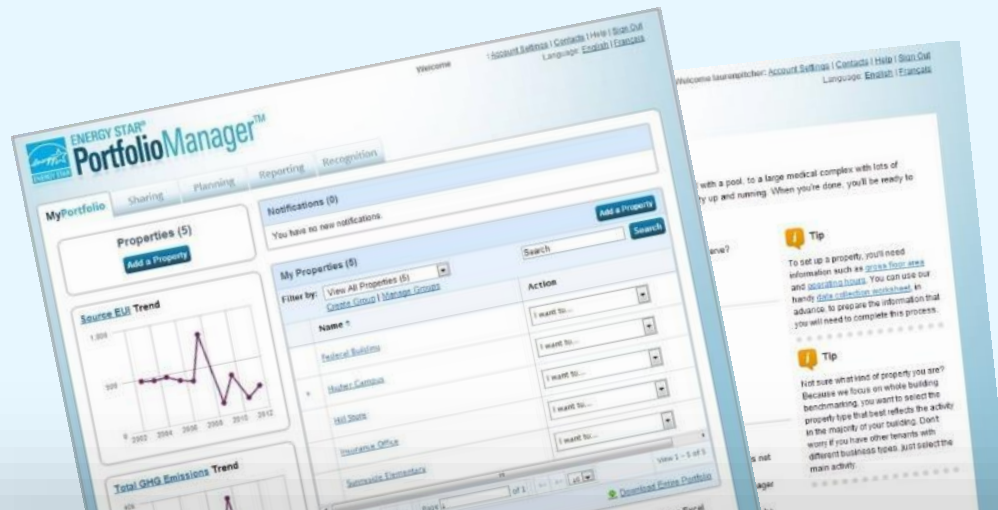 Welcome | Account Settings | Contacts | Help | Sign Out
Language: English | Français
ENERGY STAR®
PortfolioManager™
ENERGY STAR
MyPortfolio
Sharing
Planning
Reporting
Recognition
Properties (5)
Add a Property
Notifications (0)
You have no new notifications.
Source EUI Trend
1,000
500
0
2002 2004 2006 2008 2010 2012
Total GHG Emissions Trend
My Properties (5)
Add a Property
Filter by:
View All Properties (5)
Search
Search
Create Group | Manage Groups
Name
Action
Federal Building
I want to...
Higher Campus
I want to...
Hill Store
I want to...
Insurance Office
I want to...
Sunnyside Elementary
I want to...
Page
of 1
View 1 - 5 of 5
Download Entire Portfolio
Total
Welcome laurenpitcher: Account Settings | Contacts | Help | Sign Out
Language: English | Français
with a pool, to a large medical complex with lots of
up and running. When you're done, you'll be ready to
Tip
To set up a property, you'll need
information such as gross floor area
and operating hours. You can use our
handy data collection worksheet, in
advance, to prepare the information that
you will need to complete this process.
Tip
Not sure what kind of property you are?
Because we focus on whole building
benchmarking, you want to select the
property type that best reflects the activity
in the majority of your building. Don't
worry if you have other tenants with
different business types, just select the
main activity.
is not